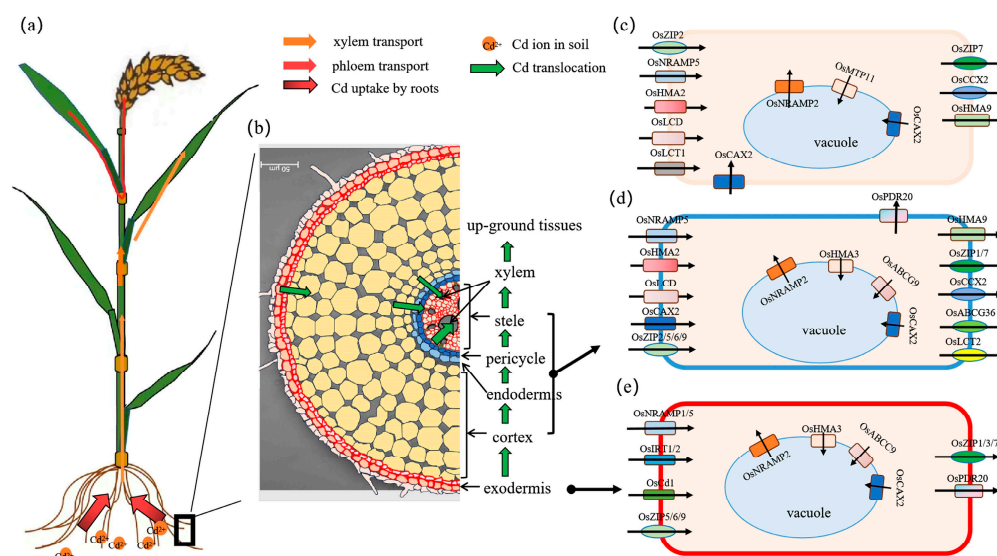 (a)
xylem transport
phloem transport
Cd uptake by roots
Cd²⁺ Cd ion in soil
Cd translocation
(b)
50 μm
up-ground tissues
xylem
stele
pericycle
endodermis
cortex
exodermis
Cd²⁺
Cd²⁺
Cd²⁺
Cd²⁺
Cd²⁺
Cd²⁺
(c)
OsZIP2
OsNRAMP5
OsHMA2
OsLCD
OsLCT1
OsCAX2
OsNRAMP2
OsMTP11
OsCAX2
vacuole
OsZIP7
OsCCX2
OsHMA9
(d)
OsPDR20
OsNRAMP5
OsHMA2
OsLCD
OsCAX2
OsZIP2/5/6/9
OsNRAMP2
OsHMA3
OsABCG9
OsCAX2
vacuole
OsHMA9
OsZIP1/7
OsCCX2
OsABCG36
OsLCT2
(e)
OsNRAMP1/5
OsIRT1/2
OsCd1
OsZIP5/6/9
OsNRAMP2
OsHMA3
OsABCC9
OsCAX2
vacuole
OsZIP1/3/7
OsPDR20